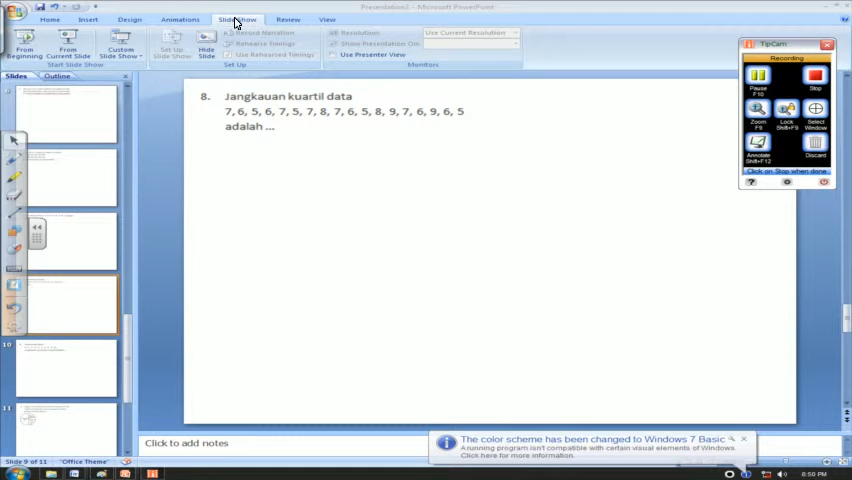 Presentation2 - Microsoft PowerPoint
Home Insert Design Animations Slide Show Review View
From Beginning
From Current Slide
Custom Slide Show
Start Slide Show
Set Up Slide Show
Hide Slide
Record Narration
Rehearse Timings
Use Rehearsed Timings
Set Up
Resolution:
Use Current Resolution
Show Presentation On:
Use Presenter View
Monitors
TipCam
Recording
Pause
F10
Stop
Zoom
F9
Lock
Shift+F9
Select
Window
Annotate
Shift+F12
Discard
Click on Stop when done
Slides Outline
10
11
8. Jangkauan kuartil data
7, 6, 5, 6, 7, 5, 7, 8, 7, 6, 5, 8, 9, 7, 6, 9, 6, 5
adalah ...
Click to add notes
The color scheme has been changed to Windows 7 Basic
A running program isn't compatible with certain visual elements of Windows.
Click here for more information.
Slide 9 of 11 "Office Theme"
8:50 PM